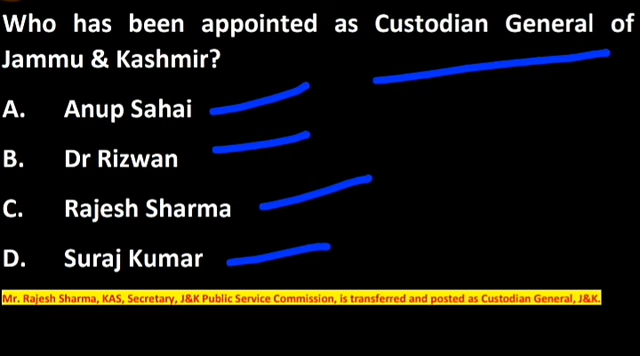 Who has been appointed as Custodian General of
Jammu & Kashmir?
A. Anup Sahai
B. Dr Rizwan
C. Rajesh Sharma
D. Suraj Kumar
Mr. Rajesh Sharma, KAS, Secretary, J&K Public Service Commission, is transferred and posted as Custodian General, J&K.